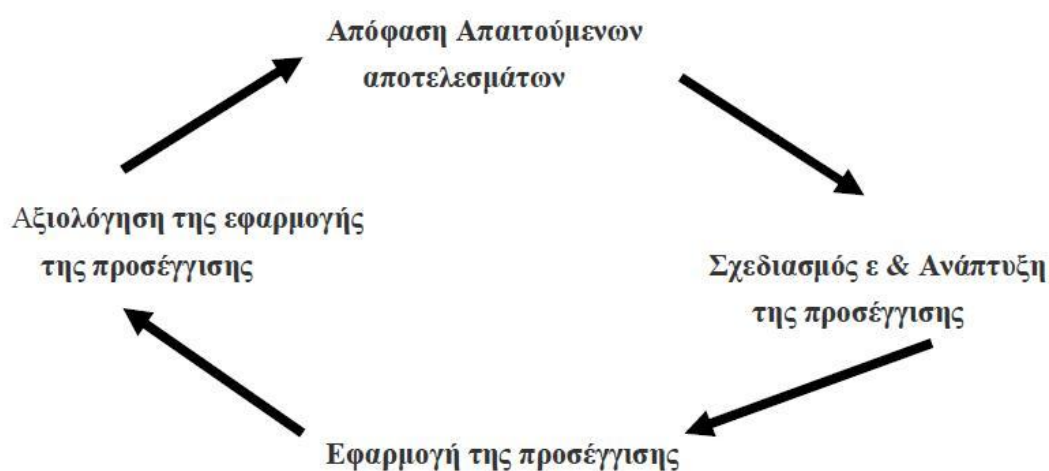 Απόφαση Απαιτούμενων
αποτελεσμάτων
Αξιολόγηση της εφαρμογής
της προσέγγισης
Σχεδιασμός ε & Ανάπτυξη
της προσέγγισης
Εφαρμογή της προσέγγισης